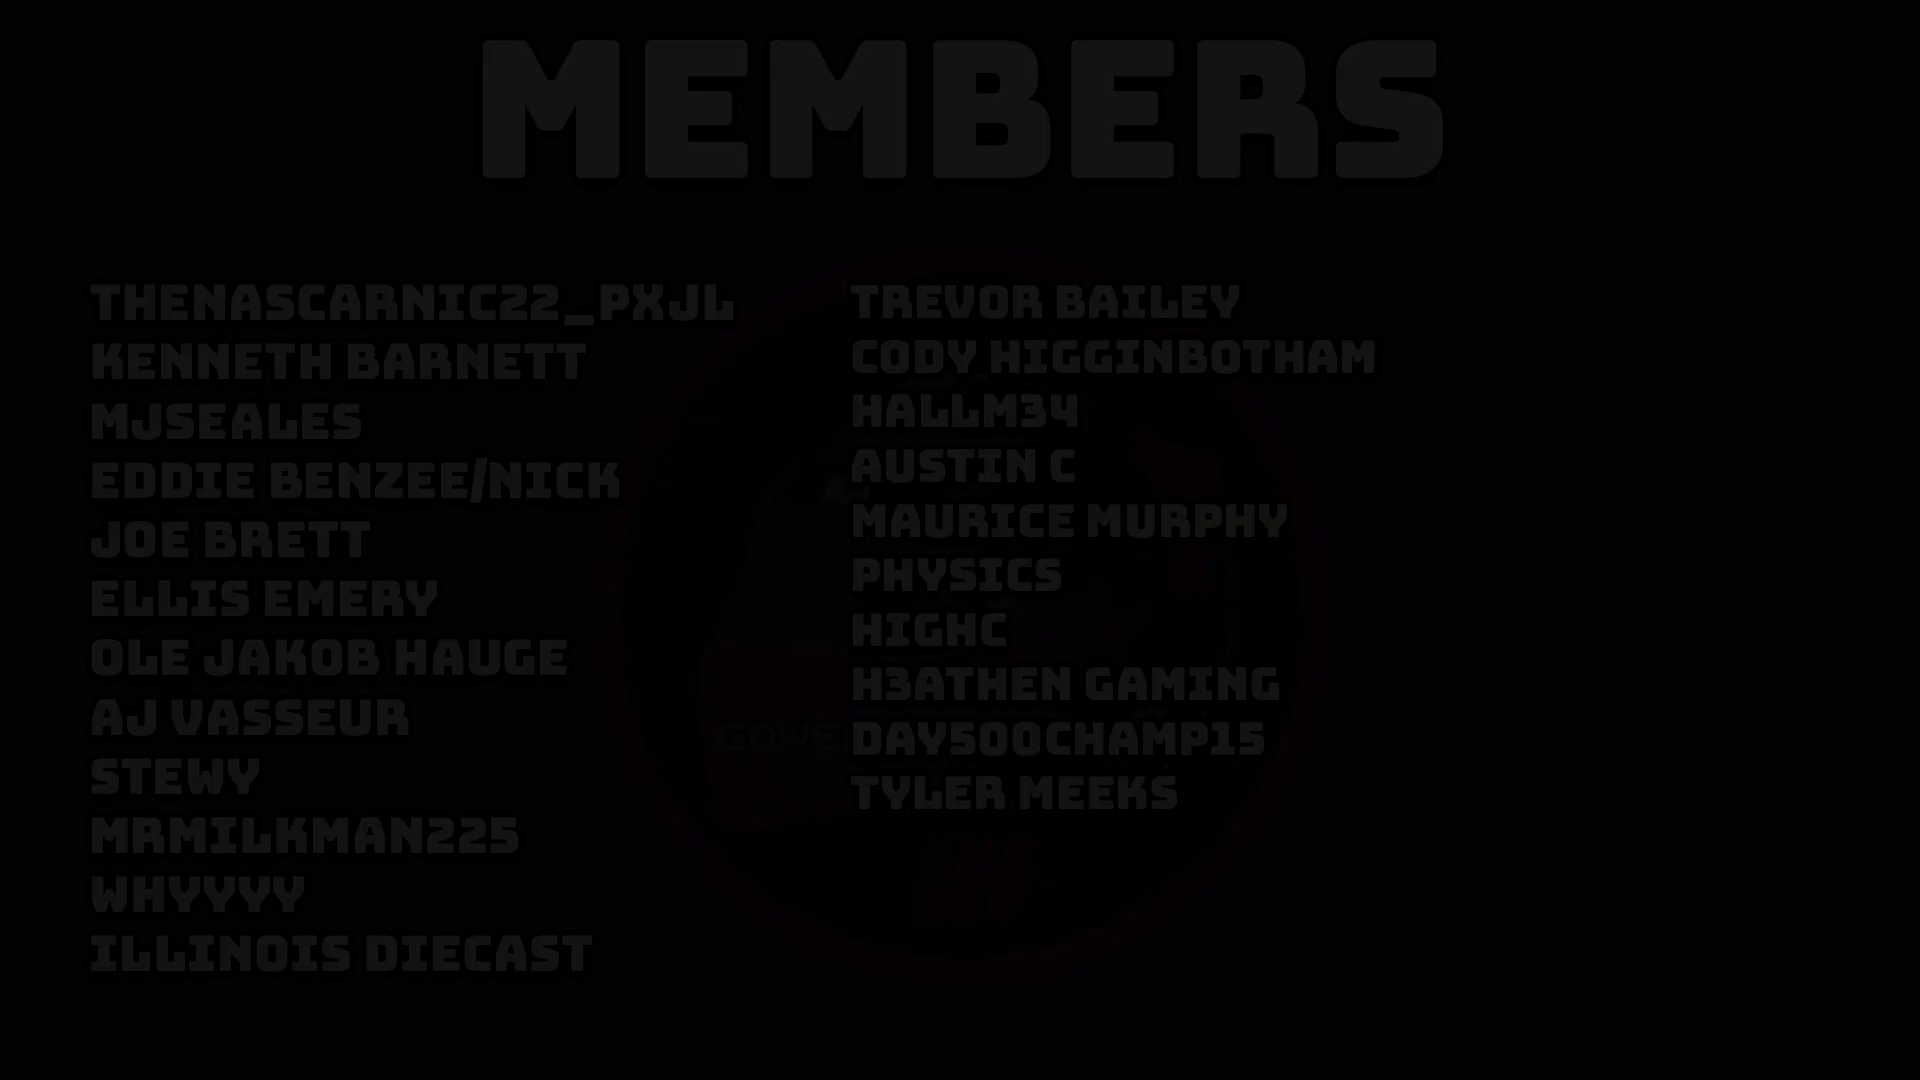 MEMBERS
THENASCARNIC22_PXJL
KENNETH BARNETT
MJSEALES
EDDIE BENZEE/NICK
JOE BRETT
ELLIS EMERY
OLE JAKOB HAUGE
AJ VASSEUR
STEWY
MRMILKMAN225
WHYYYY
ILLINOIS DIECAST
TREVOR BAILEY
CODY HIGGINBOTHAM
HALLM34
AUSTIN C
MAURICE MURPHY
PHYSICS
HIGHC
H3ATHEN GAMING
DAY500CHAMP15
TYLER MEEKS